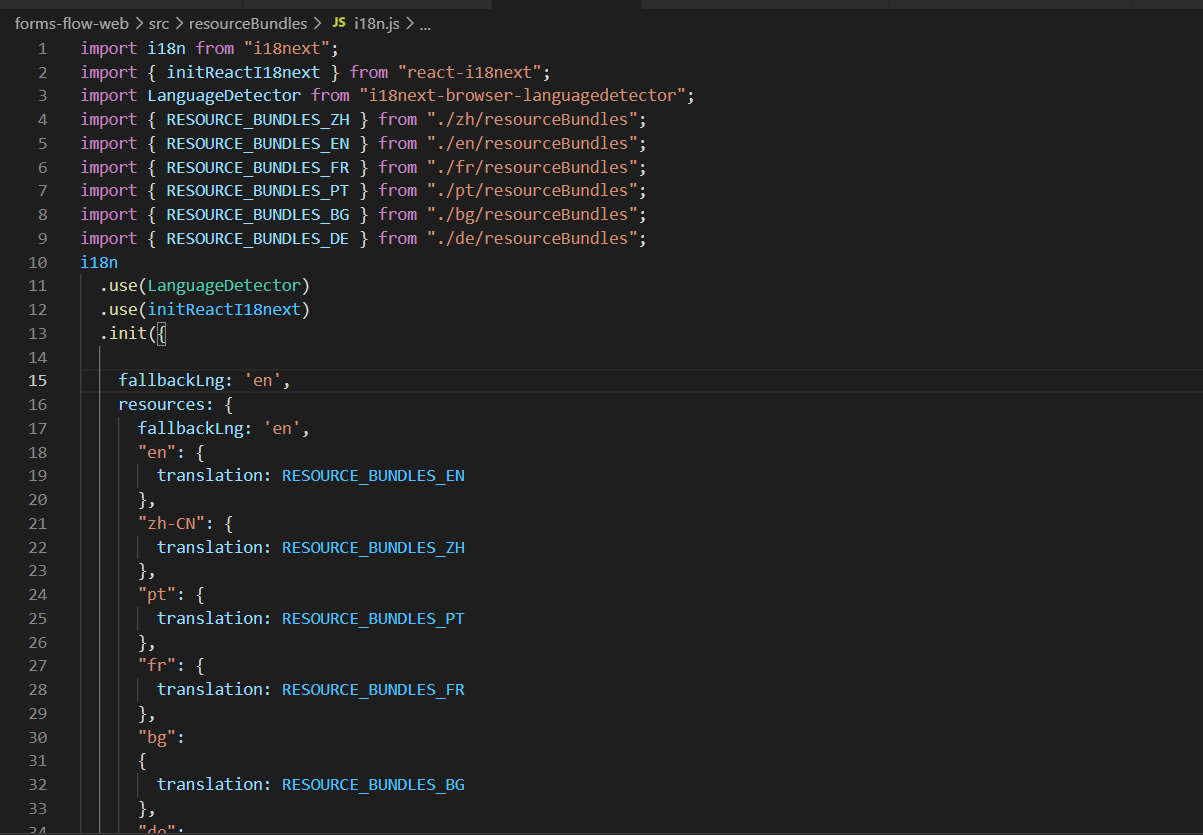 forms-flow-web > src > resourceBundles > JS i18n.js > ...
1 import i18n from "i18next";
2 import { initReactI18next } from "react-i18next";
3 import LanguageDetector from "i18next-browser-languagedetector";
4 import { RESOURCE_BUNDLES_ZH } from "./zh/resourceBundles";
5 import { RESOURCE_BUNDLES_EN } from "./en/resourceBundles";
6 import { RESOURCE_BUNDLES_FR } from "./fr/resourceBundles";
7 import { RESOURCE_BUNDLES_PT } from "./pt/resourceBundles";
8 import { RESOURCE_BUNDLES_BG } from "./bg/resourceBundles";
9 import { RESOURCE_BUNDLES_DE } from "./de/resourceBundles";
10 i18n
11 .use(LanguageDetector)
12 .use(initReactI18next)
13 .init({
14
15 fallbackLng: 'en',
16 resources: {
17 fallbackLng: 'en',
18 "en": {
19 translation: RESOURCE_BUNDLES_EN
20 },
21 "zh-CN": {
22 translation: RESOURCE_BUNDLES_ZH
23 },
24 "pt": {
25 translation: RESOURCE_BUNDLES_PT
26 },
27 "fr": {
28 translation: RESOURCE_BUNDLES_FR
29 },
30 "bg":
31 {
32 translation: RESOURCE_BUNDLES_BG
33 },
34 "de":